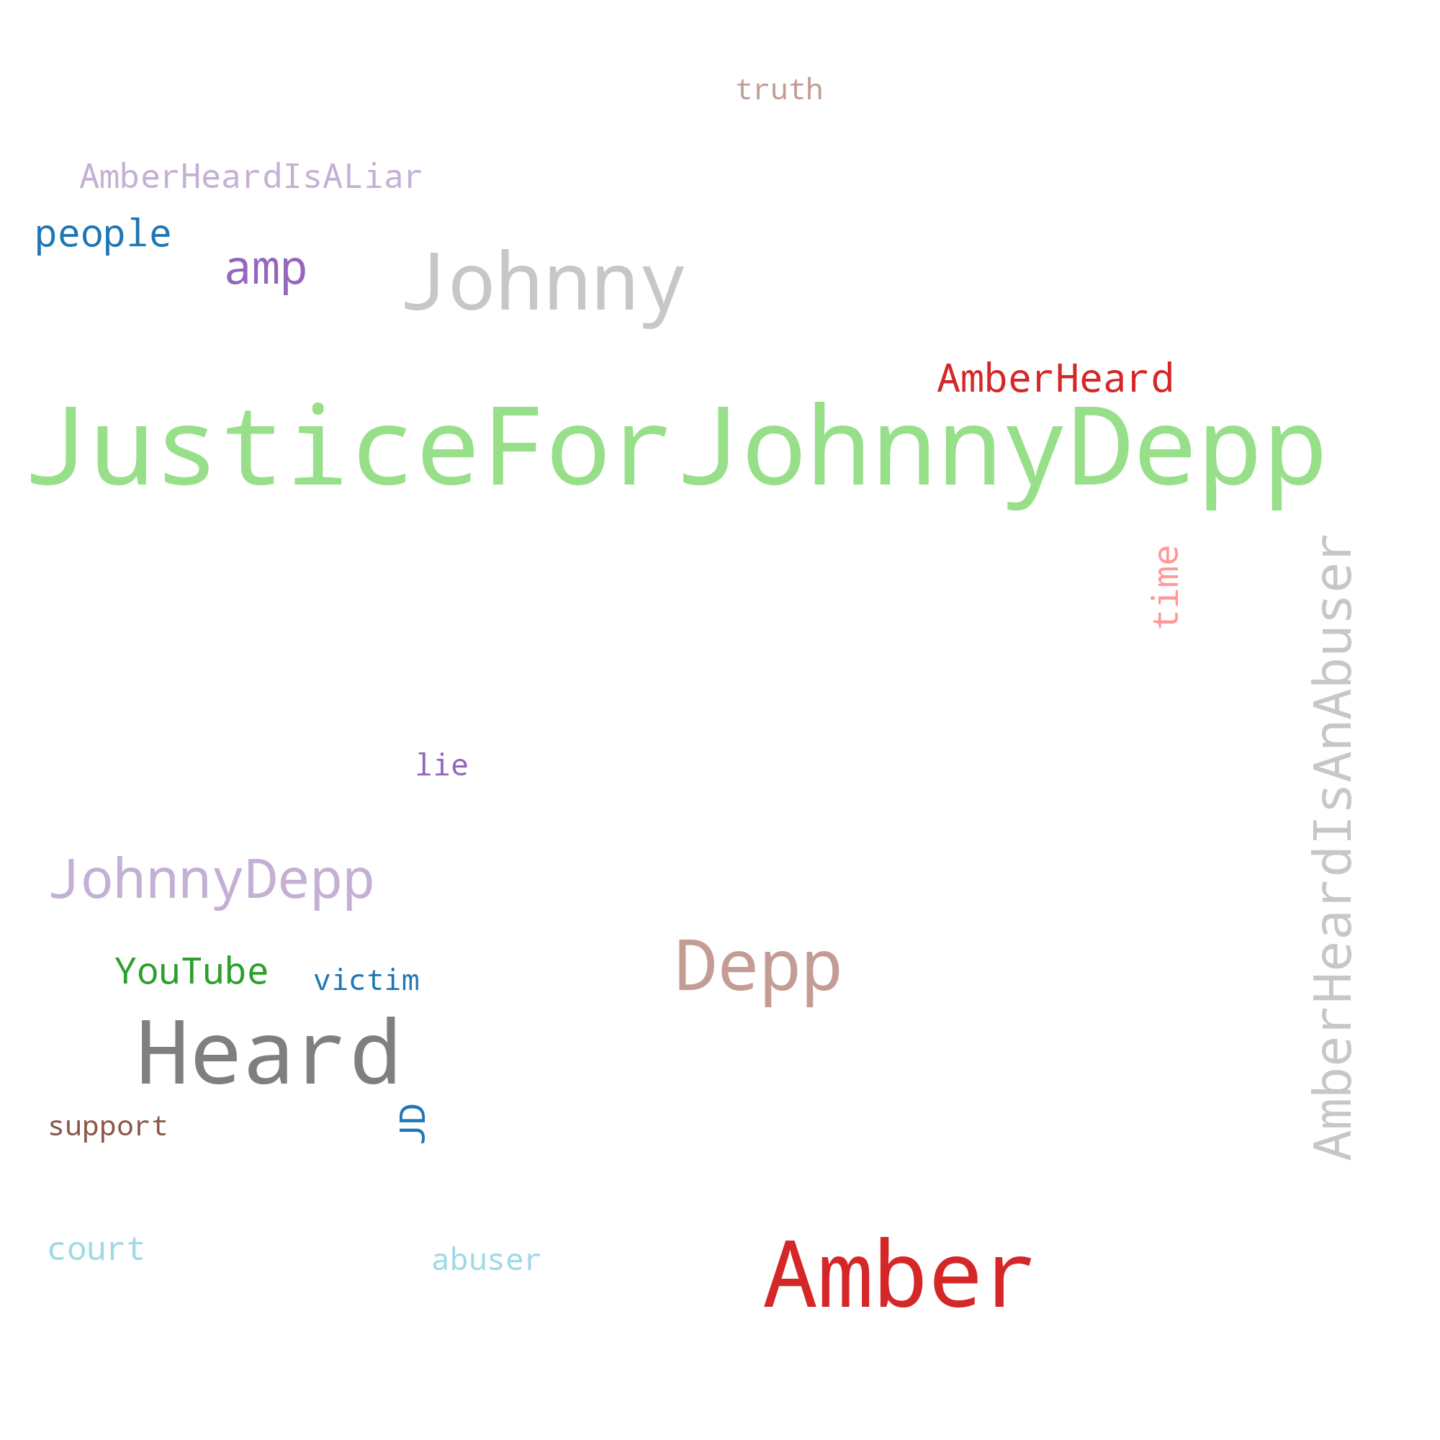 truth
AmberHeardIsALiar
people
amp
Johnny
AmberHeard
JusticeForJohnnyDepp
time
AmberHeardIsAnAbuser
lie
JohnnyDepp
Depp
YouTube
victim
Heard
support
JD
court
abuser
Amber